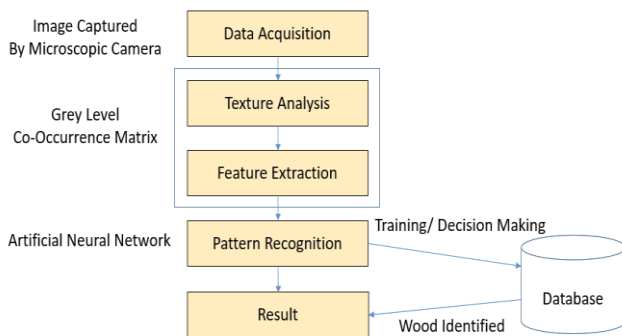 Image Captured
By Microscopic Camera
Data Acquisition
Grey Level
Co-Occurrence Matrix
Texture Analysis
Feature Extraction
Artificial Neural Network
Pattern Recognition
Training/ Decision Making
Database
Result
Wood Identified